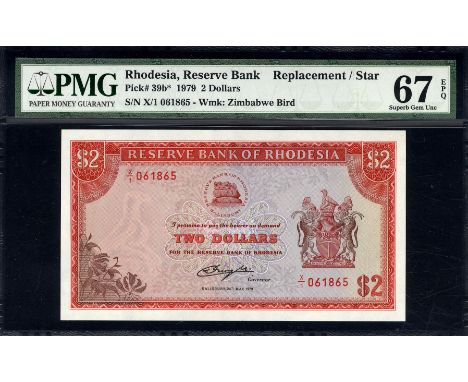 PMG
PAPER MONEY GUARANTY
Rhodesia, Reserve Bank Replacement / Star
Pick# 39b* 1979 2 Dollars
S/N X/1 061865 - Wmk: Zimbabwe Bird
67 EPQ
Superb Gem Unc
$2 RESERVE BANK OF RHODESIA $2
X/1 061865
I promise to pay the bearer on demand
TWO DOLLARS
FOR THE RESERVE BANK OF RHODESIA
Governor
X/1 061865
$2